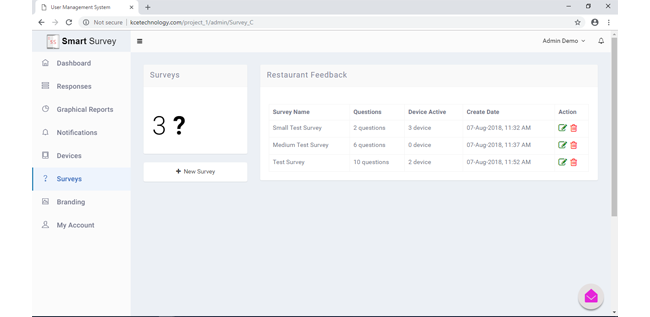 User Management System
Not secure | kcetechnology.com/project_1/admin/Survey_C
Smart Survey
Admin Demo
Dashboard
Responses
Graphical Reports
Notifications
Devices
Surveys
Branding
My Account
Surveys
3 ?
+ New Survey
Restaurant Feedback
Survey Name Questions Device Active Create Date Action
Small Test Survey 2 questions 3 device 07-Aug-2018, 11:32 AM
Medium Test Survey 6 questions 0 device 07-Aug-2018, 11:37 AM
Test Survey 10 questions 2 device 07-Aug-2018, 11:52 AM